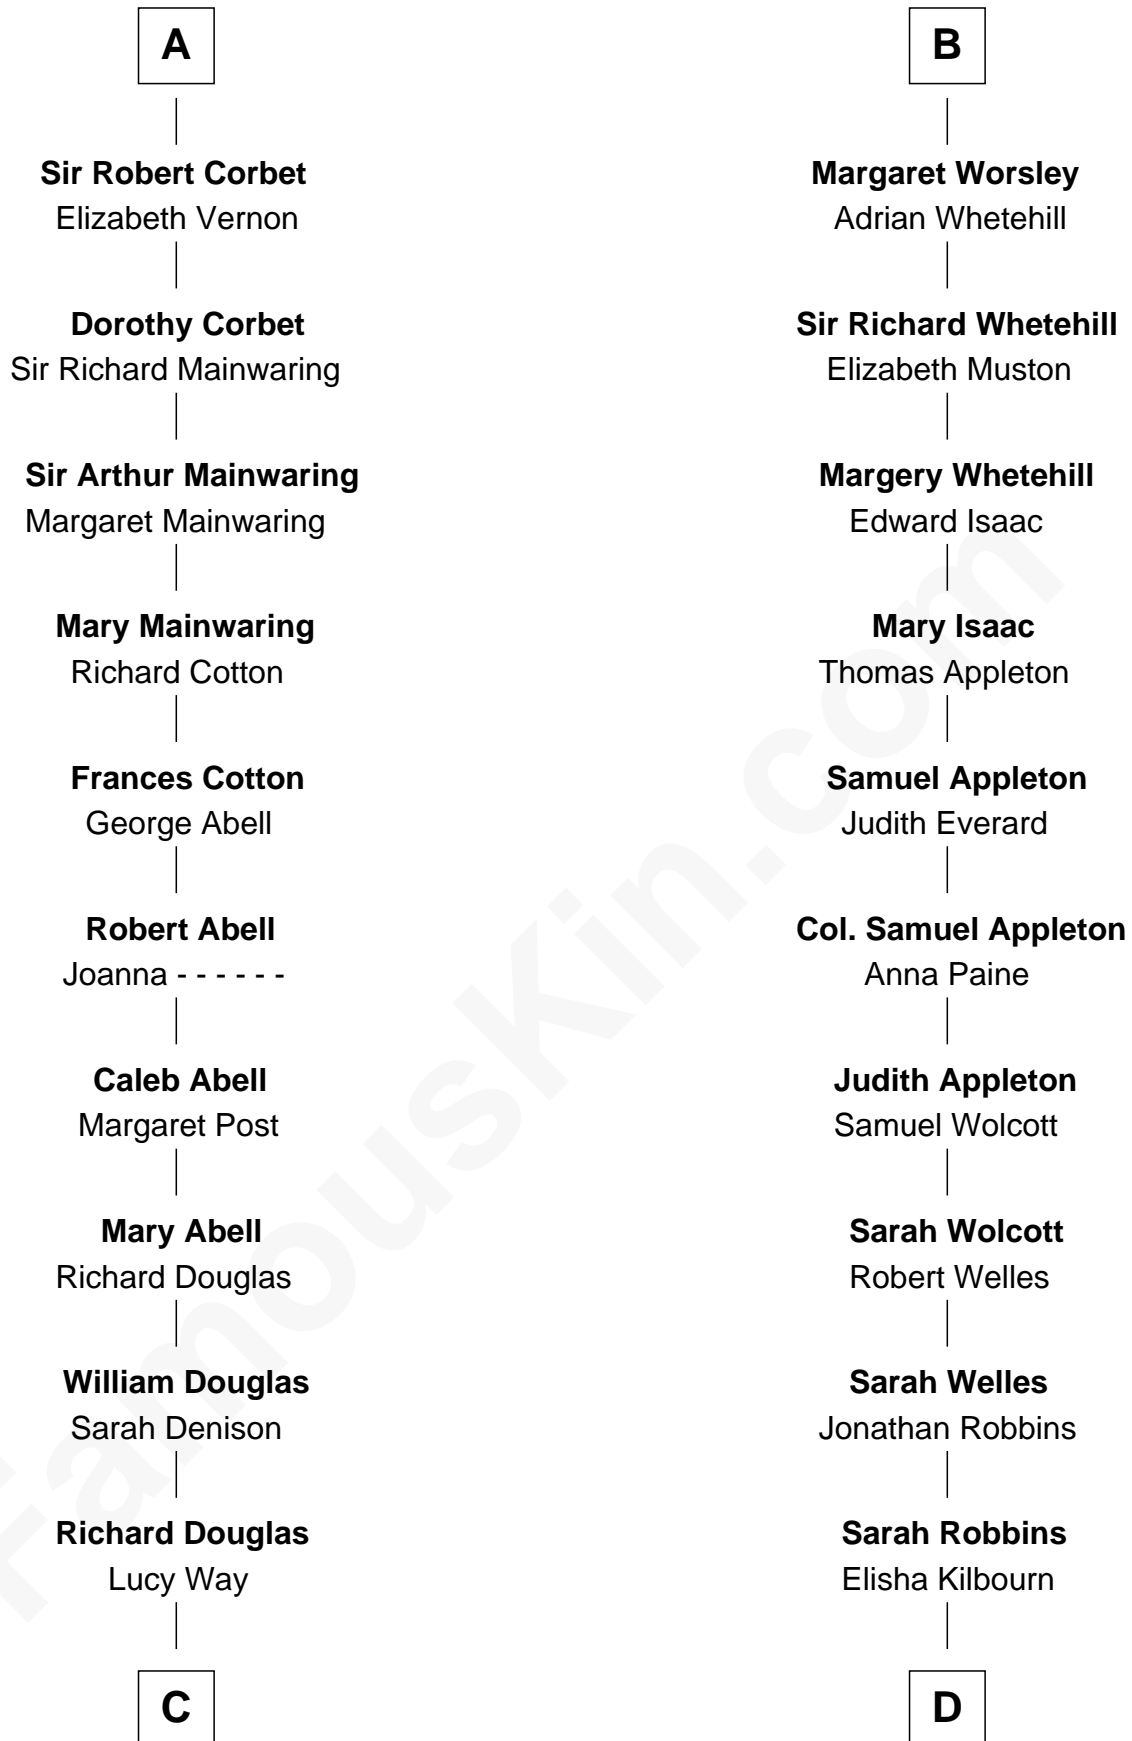 A
Sir Robert Corbet
Elizabeth Vernon
Dorothy Corbet
Sir Richard Mainwaring
Sir Arthur Mainwaring
Margaret Mainwaring
Mary Mainwaring
Richard Cotton
Frances Cotton
George Abell
Robert Abell
Joanna - - - - - -
Caleb Abell
Margaret Post
Mary Abell
Richard Douglas
William Douglas
Sarah Denison
Richard Douglas
Lucy Way
C
B
Margaret Worsley
Adrian Whetehill
Sir Richard Whetehill
Elizabeth Muston
Margery Whetehill
Edward Isaac
Mary Isaac
Thomas Appleton
Samuel Appleton
Judith Everard
Col. Samuel Appleton
Anna Paine
Judith Appleton
Samuel Wolcott
Sarah Wolcott
Robert Welles
Sarah Welles
Jonathan Robbins
Sarah Robbins
Elisha Kilbourn
D
FamousKin.com